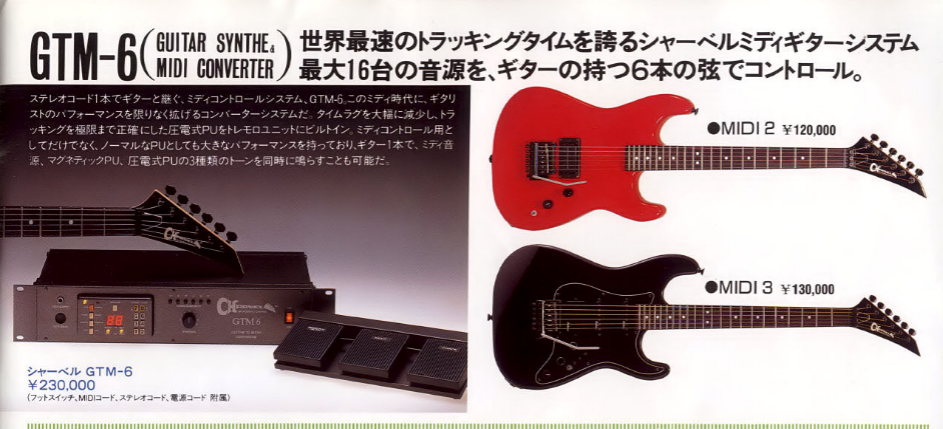 GTM-6(GUITAR SYNTHE.& MIDI CONVERTER)
世界最速のトラッキングタイムを誇るシャーベルミディギターシステム
最大16台の音源を、ギターの持つ6本の弦でコントロール。
ステレオコード1本でギターと継ぐ、ミディコントロールシステム、GTM-6。このミディ時代に、ギタリ
ストのパフォーマンスを限りなく拡げるコンバーターシステムだ。タイムラグを大幅に減少し、トラ
ッキングを極限まで正確にした圧電式PUをトレモロユニットにビルトイン。ミディコントロール用と
してだけでなく、ノーマルなPUとしても大きなパフォーマンスを持っており、ギター1本で、ミディ音
源、マグネティックPU、圧電式PUの3種類のトーンを同時に鳴らすことも可能だ。
●MIDI 2 ¥120,000
●MIDI 3 ¥130,000
Charvel
GTM6
88
シャーベル GTM-6
¥230,000
(フットスイッチ、MIDIコード、ステレオコード、電源コード 附属)